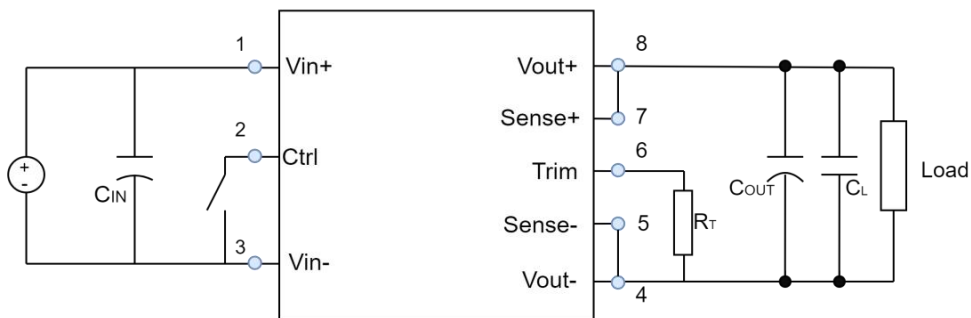 1
Vin+
2
Ctrl
3
Vin-
+
-
CIN
Vout+
8
Sense+
7
Trim
6
Sense-
5
Vout-
4
RT
COUT
CL
Load